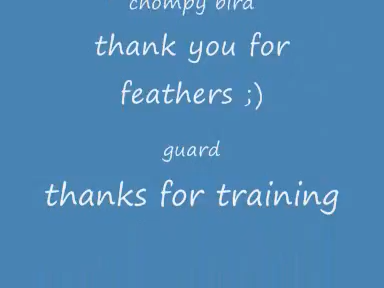 chompy bird
thank you for
feathers ;)
guard
thanks for training